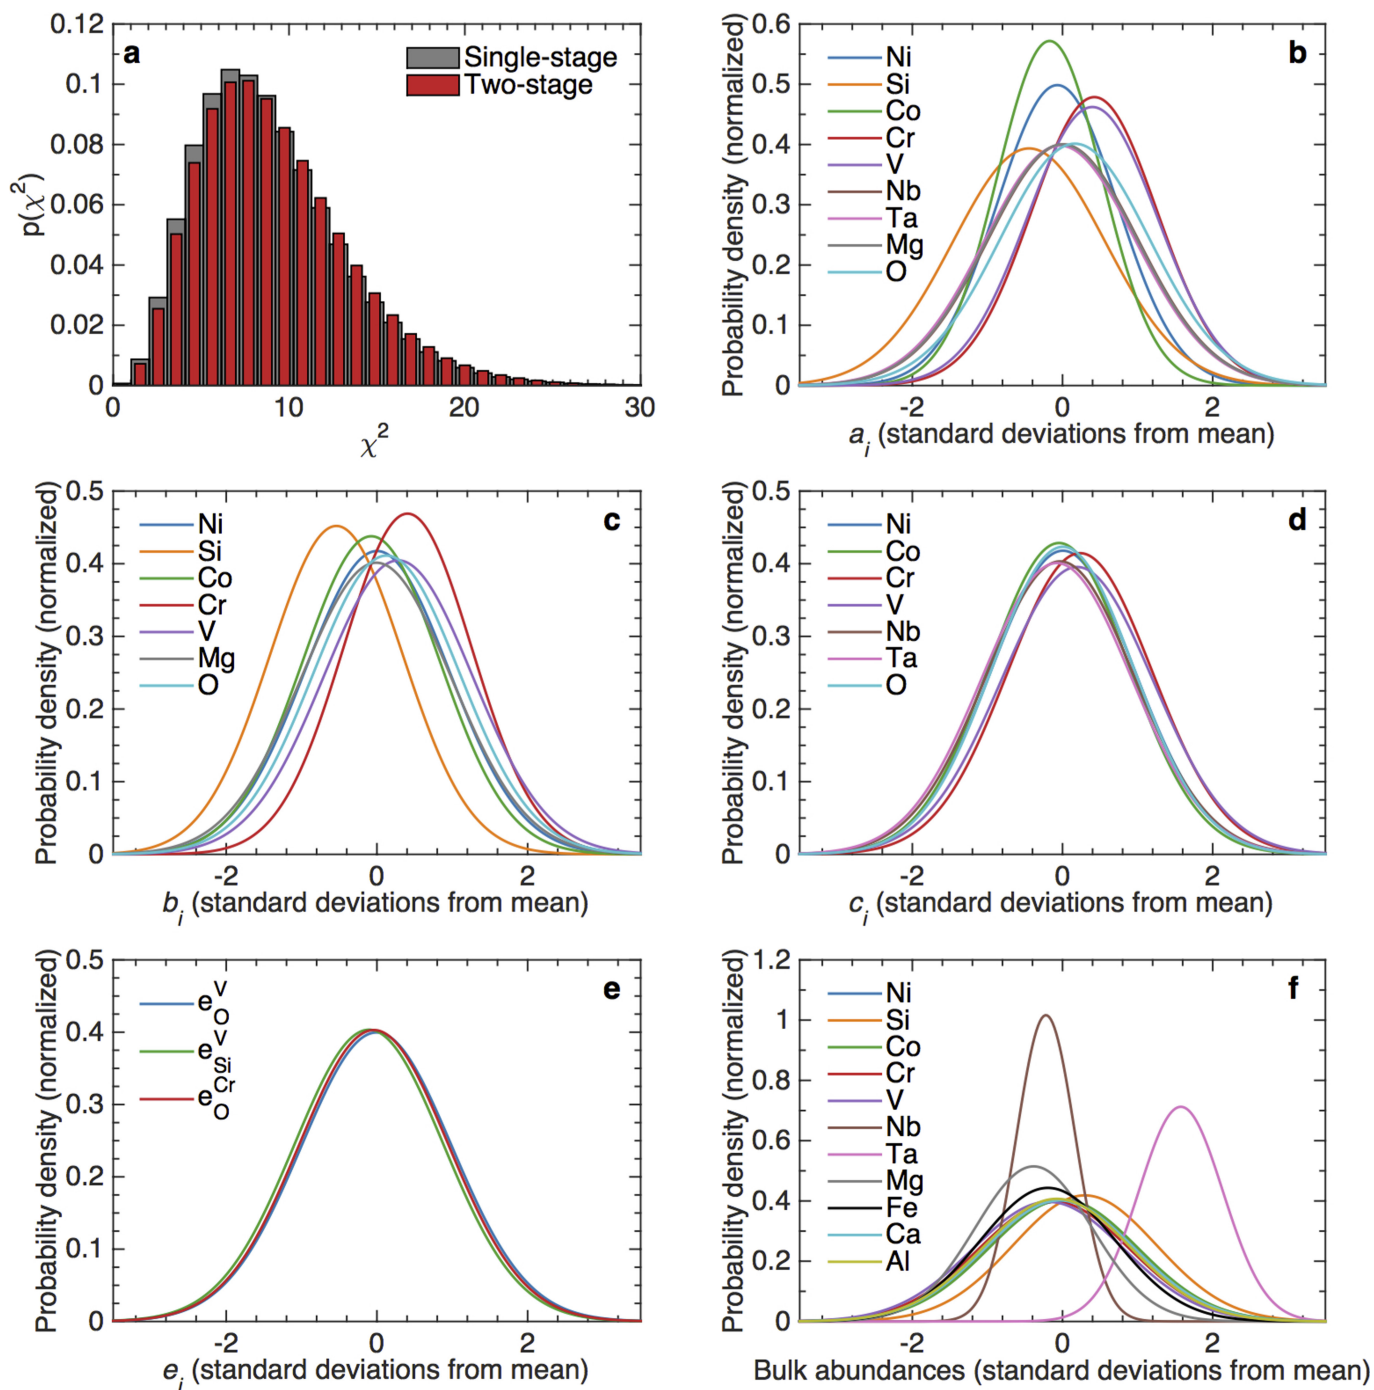 a
0.12
0.1
0.08
0.06
0.04
0.02
0
p(χ²)
Single-stage
Two-stage
0 10 20 30
χ²
b
0.6
0.5
0.4
0.3
0.2
0.1
0
Probability density (normalized)
Ni
Si
Co
Cr
V
Nb
Ta
Mg
O
-2 0 2
a_i (standard deviations from mean)
c
0.5
0.4
0.3
0.2
0.1
0
Probability density (normalized)
Ni
Si
Co
Cr
V
Mg
O
-2 0 2
b_i (standard deviations from mean)
d
0.5
0.4
0.3
0.2
0.1
0
Probability density (normalized)
Ni
Co
Cr
V
Nb
Ta
O
-2 0 2
c_i (standard deviations from mean)
e
0.5
0.4
0.3
0.2
0.1
0
Probability density (normalized)
e_O^V
e_Si^V
e_O^Cr
-2 0 2
e_i (standard deviations from mean)
f
1.2
1
0.8
0.6
0.4
0.2
0
Probability density (normalized)
Ni
Si
Co
Cr
V
Nb
Ta
Mg
Fe
Ca
Al
-2 0 2
Bulk abundances (standard deviations from mean)